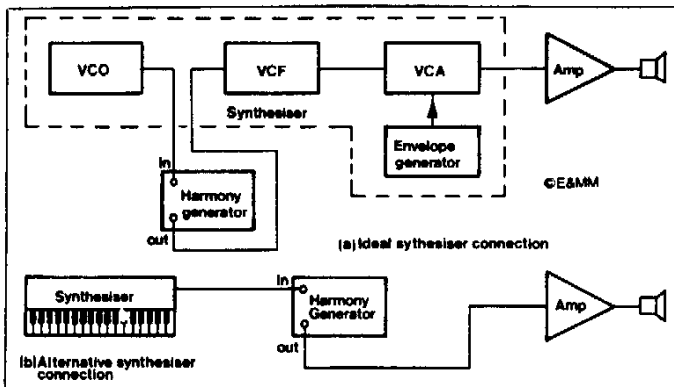 VCO
VCF
VCA
Amp
Synthesiser
Envelope
generator
In
Harmony
generator
out
©E&MM
(a) Ideal sythesiser connection
Synthesiser
In
Harmony
Generator
out
Amp
(b) Alternative synthesiser
connection